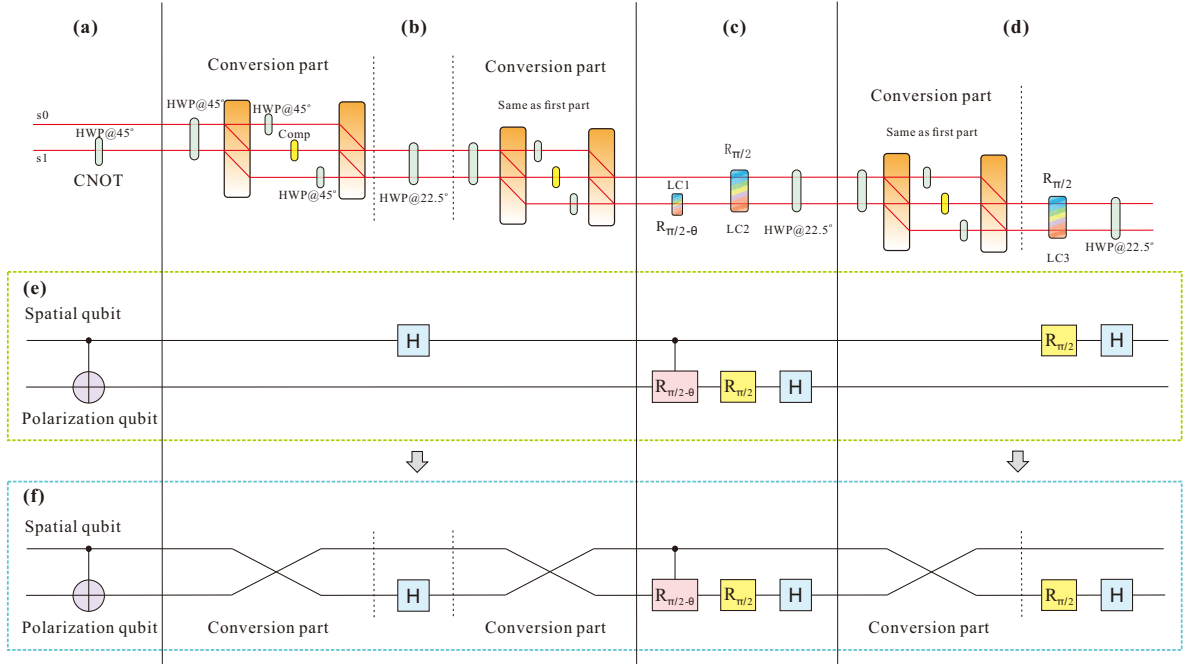 (a)
(b)
(c)
(d)
Conversion part
Conversion part
Conversion part
HWP@45°
HWP@45°
Same as first part
Same as first part
s0
HWP@45°
Comp
s1
CNOT
HWP@45°
HWP@22.5°
LC1
Rπ/2-θ
Rπ/2
LC2
HWP@22.5°
Rπ/2
LC3
HWP@22.5°
(e)
Spatial qubit
H
Rπ/2
H
Rπ/2-θ
Rπ/2
H
Polarization qubit
(f)
Spatial qubit
H
Rπ/2-θ
Rπ/2
H
Rπ/2
H
Polarization qubit
Conversion part
Conversion part
Conversion part